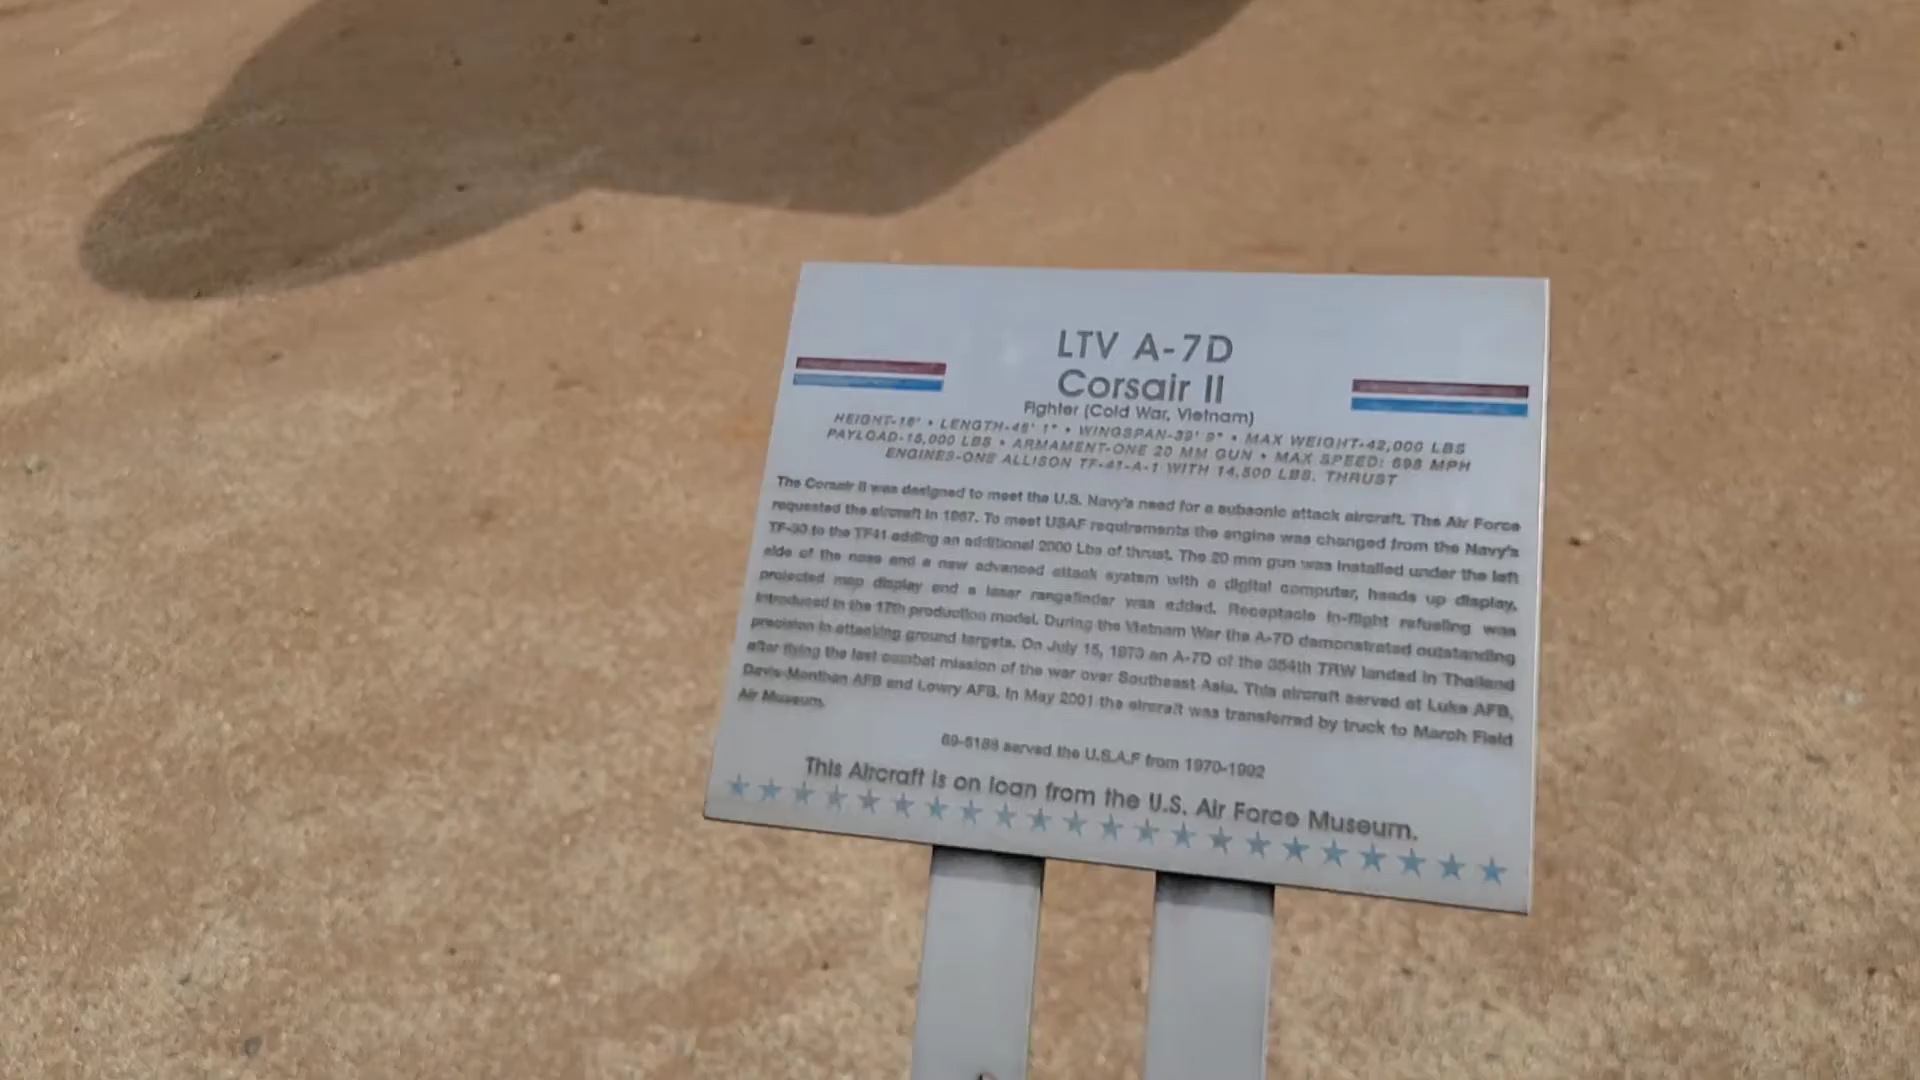 LTV A-7D
Corsair II
Fighter (Cold War, Vietnam)
HEIGHT-16' • LENGTH-46' 1" • WINGSPAN-39' 9" • MAX WEIGHT-42,000 LBS
PAYLOAD-15,000 LBS • ARMAMENT-ONE 20 MM GUN • MAX SPEED: 698 MPH
ENGINES-ONE ALLISON TF-41-A-1 WITH 14,500 LBS. THRUST
The Corsair II was designed to meet the U.S. Navy's need for a subsonic attack aircraft. The Air Force
requested the aircraft in 1967. To meet USAF requirements the engine was changed from the Navy's
TF-30 to the TF41 adding an additional 2000 Lbs of thrust. The 20 mm gun was installed under the left
side of the nose and a new advanced attack system with a digital computer, heads up display,
projected map display and a laser rangefinder was added. Receptacle in-flight refueling was
introduced in the 17th production model. During the Vietnam War the A-7D demonstrated outstanding
precision in attacking ground targets. On July 15, 1973 an A-7D of the 354th TRW landed in Thailand
after flying the last combat mission of the war over Southeast Asia. This aircraft served at Luke AFB,
Davis-Monthan AFB and Lowry AFB. In May 2001 the aircraft was transferred by truck to March Field
Air Museum.
69-6188 served the U.S.A.F from 1970-1992
This Aircraft is on loan from the U.S. Air Force Museum.